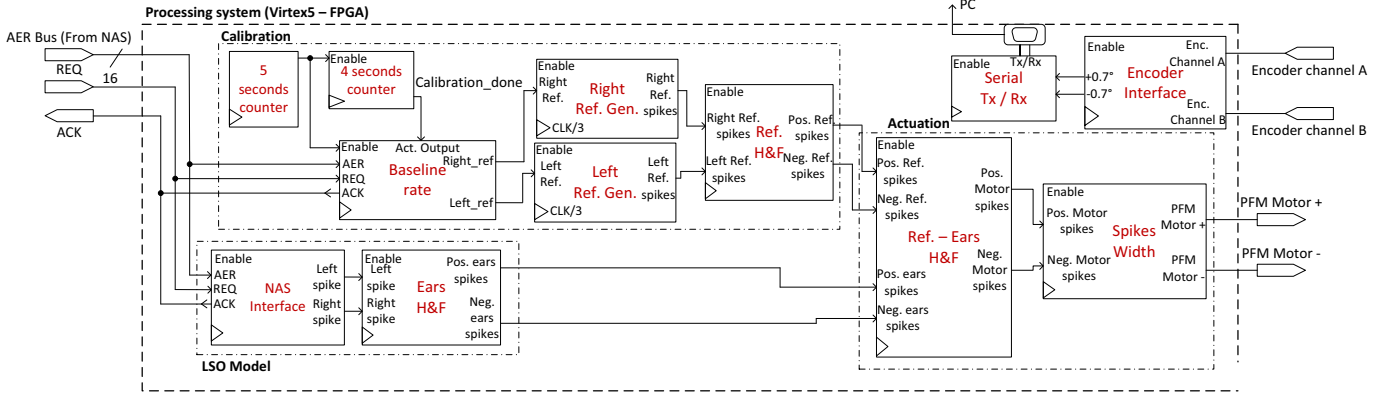 Processing system (Virtex5 – FPGA)
PC
AER Bus (From NAS)
REQ
16
ACK
Calibration
5
seconds
counter
Enable
4 seconds
counter
Calibration_done
Enable
Act. Output
AER
REQ
ACK
Baseline
rate
Right_ref
Left_ref
Enable
Right
Ref.
Right
Ref. Gen.
Right
Ref.
spikes
CLK/3
Enable
Left
Ref.
Left
Ref. Gen.
Left
Ref.
spikes
CLK/3
Enable
Right Ref.
spikes
Left Ref.
spikes
Ref.
H&F
Pos. Ref.
spikes
Neg. Ref.
spikes
Enable
Tx/Rx
Serial
Tx / Rx
+0.7°
-0.7°
Enable
Encoder
Interface
Enc.
Channel A
Enc.
Channel B
Encoder channel A
Encoder channel B
Actuation
Enable
Pos. Ref.
spikes
Neg. Ref.
spikes
Ref. – Ears
H&F
Pos. ears
spikes
Neg. ears
spikes
Pos.
Motor
spikes
Neg.
Motor
spikes
Enable
Pos. Motor
spikes
Neg. Motor
spikes
Spikes
Width
PFM
Motor +
PFM
Motor -
PFM Motor +
PFM Motor -
Enable
AER
REQ
ACK
NAS
Interface
Left
spike
Right
spike
Enable
Left
Spike
Right
Spike
Ears
H&F
Pos. ears
spikes
Neg.
ears
spikes
LSO Model